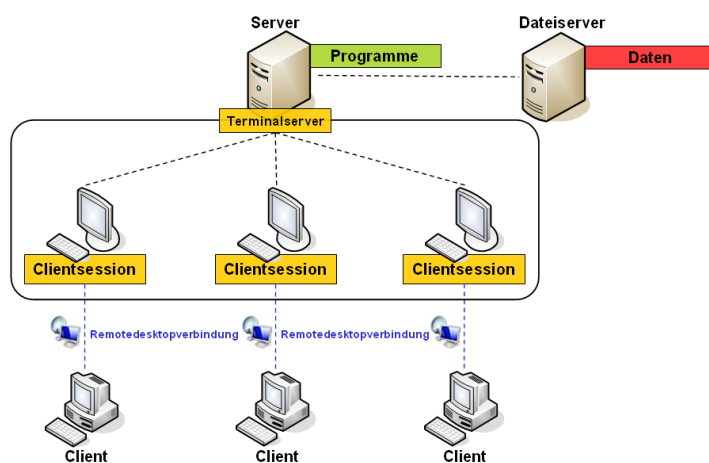 Server
Dateiserver
Programme
Daten
Terminalserver
Clientsession
Clientsession
Clientsession
Remotedesktopverbindung
Remotedesktopverbindung
Client
Client
Client